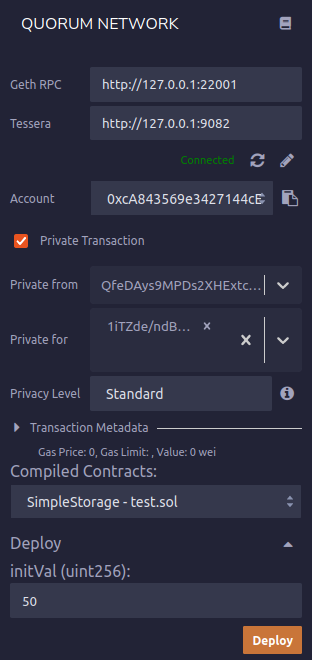 QUORUM NETWORK
Geth RPC http://127.0.0.1:22001
Tessera http://127.0.0.1:9082
Connected
Account 0xcA843569e3427144cE
Private Transaction
Private from QfeDAys9MPDs2XHExtc...
Private for 1iTZde/ndB... ×
Privacy Level Standard
Transaction Metadata
Gas Price: 0, Gas Limit: , Value: 0 wei
Compiled Contracts:
SimpleStorage - test.sol
Deploy
initVal (uint256):
50
Deploy